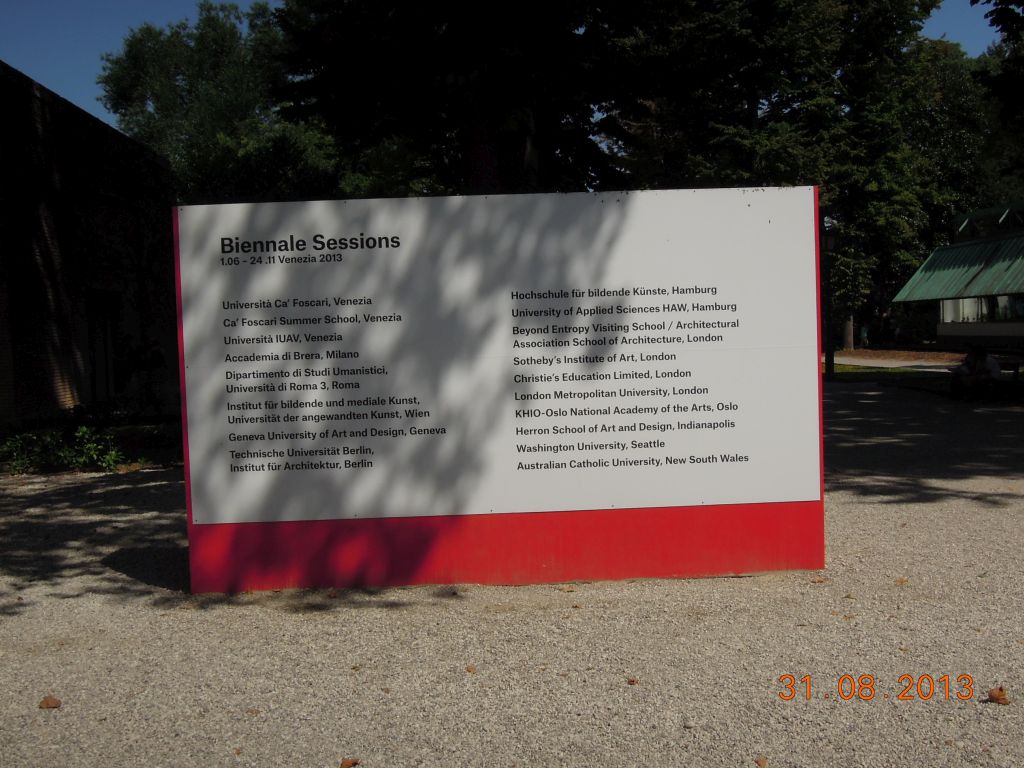 Biennale Sessions
1.06 - 24 .11 Venezia 2013
Università Ca' Foscari, Venezia
Ca' Foscari Summer School, Venezia
Università IUAV, Venezia
Accademia di Brera, Milano
Dipartimento di Studi Umanistici,
Università di Roma 3, Roma
Institut für bildende und mediale Kunst,
Universität der angewandten Kunst, Wien
Geneva University of Art and Design, Geneva
Technische Universität Berlin,
Institut für Architektur, Berlin
Hochschule für bildende Künste, Hamburg
University of Applied Sciences HAW, Hamburg
Beyond Entropy Visiting School / Architectural
Association School of Architecture, London
Sotheby's Institute of Art, London
Christie's Education Limited, London
London Metropolitan University, London
KHIO-Oslo National Academy of the Arts, Oslo
Herron School of Art and Design, Indianapolis
Washington University, Seattle
Australian Catholic University, New South Wales
31.08.2013